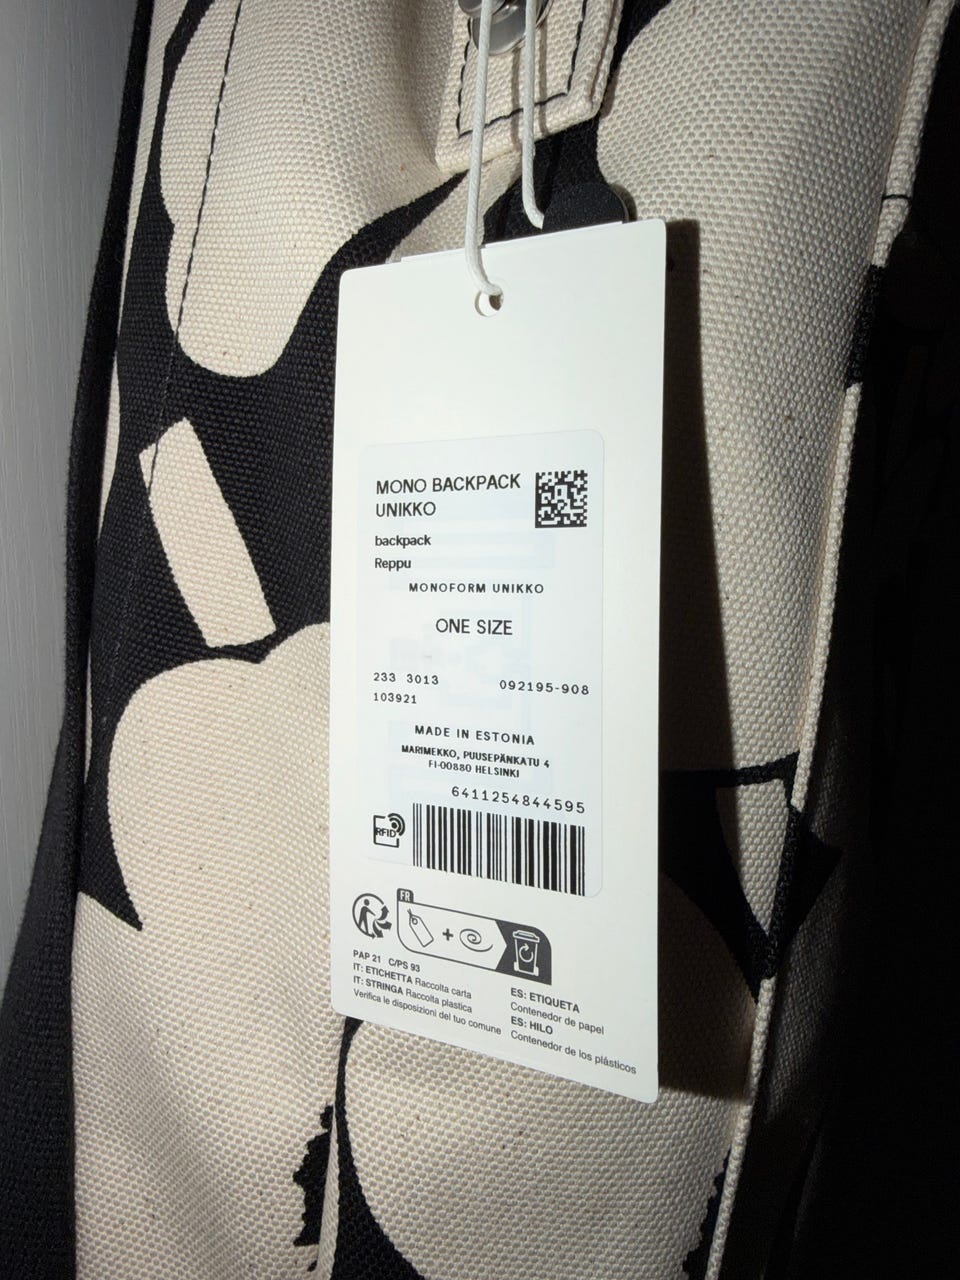 MONO BACKPACK
UNIKKO
backpack
Reppu
MONOFORM UNIKKO
ONE SIZE
233 3013 092195-908
103921
MADE IN ESTONIA
MARIMEKKO, PUUSEPÄNKATU 4
FI-00880 HELSINKI
6411254844595
RFID
FR
PAP 21 C/PS 93
IT: ETICHETTA Raccolta carta
IT: STRINGA Raccolta plastica
Verifica le disposizioni del tuo comune
ES: ETIQUETA
Contenedor de papel
ES: HILO
Contenedor de los plásticos